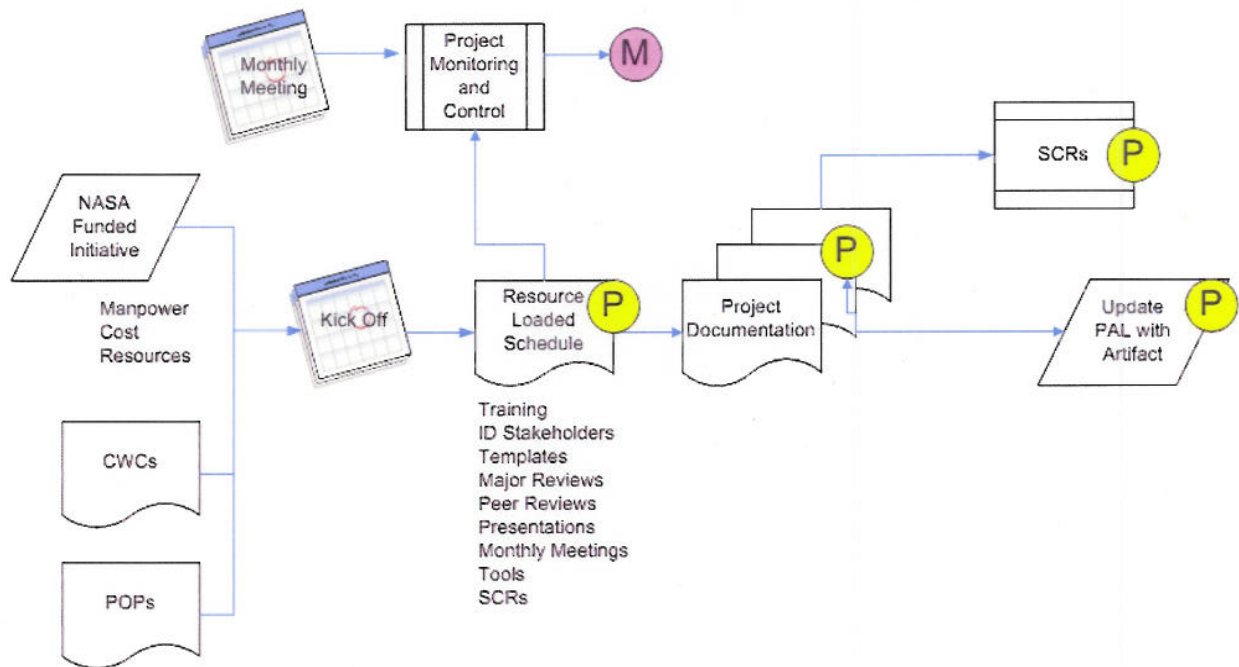 Monthly
Meeting
Project
Monitoring
and
Control
M
SCRs
P
NASA
Funded
Initiative
Manpower
Cost
Resources
Kick Off
Resource
Loaded
Schedule
P
Project
Documentation
P
Update
PAL with
Artifact
P
Training
ID Stakeholders
Templates
Major Reviews
Peer Reviews
Presentations
Monthly Meetings
Tools
SCRs
CWCs
POPs